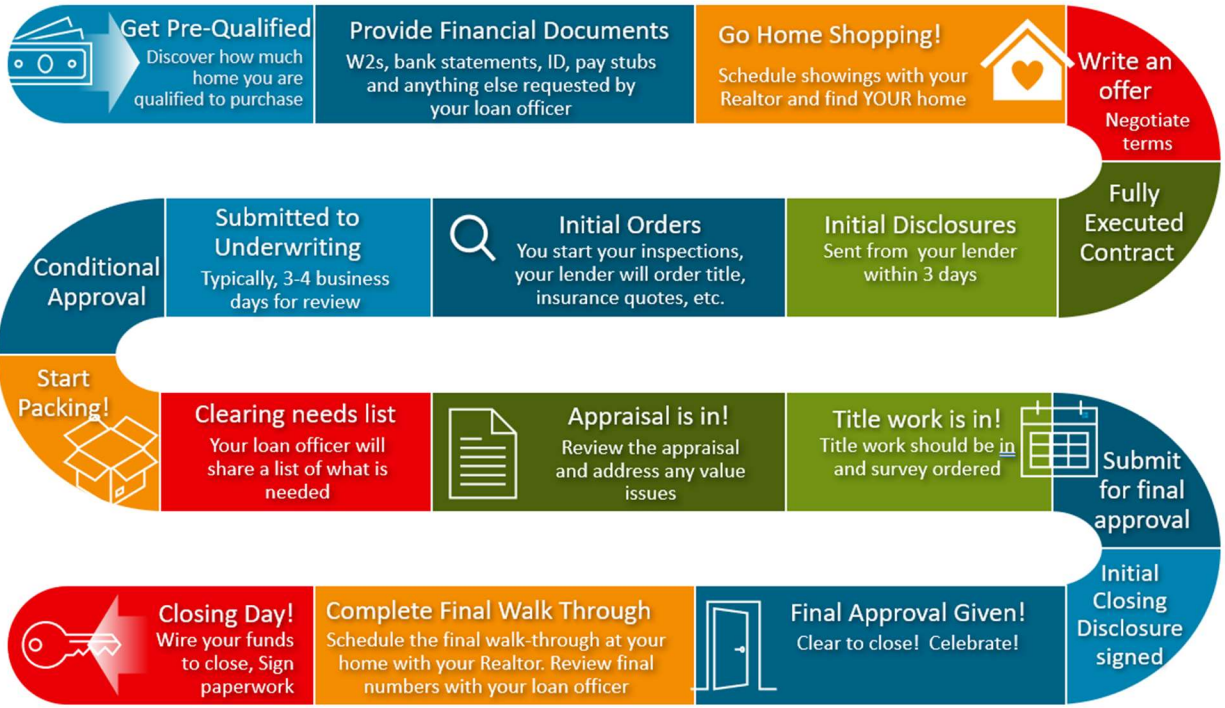 Get Pre-Qualified
Discover how much
home you are
qualified to purchase
Provide Financial Documents
W2s, bank statements, ID, pay stubs
and anything else requested by
your loan officer
Go Home Shopping!
Schedule showings with your
Realtor and find YOUR home
Write an
offer
Negotiate
terms
Fully
Executed
Contract
Initial Disclosures
Sent from your lender
within 3 days
Initial Orders
You start your inspections,
your lender will order title,
insurance quotes, etc.
Submitted to
Underwriting
Typically, 3-4 business
days for review
Conditional
Approval
Start
Packing!
Clearing needs list
Your loan officer will
share a list of what is
needed
Appraisal is in!
Review the appraisal
and address any value
issues
Title work is in!
Title work should be in
and survey ordered
Submit
for final
approval
Initial
Closing
Disclosure
signed
Final Approval Given!
Clear to close! Celebrate!
Complete Final Walk Through
Schedule the final walk-through at your
home with your Realtor. Review final
numbers with your loan officer
Closing Day!
Wire your funds
to close, Sign
paperwork